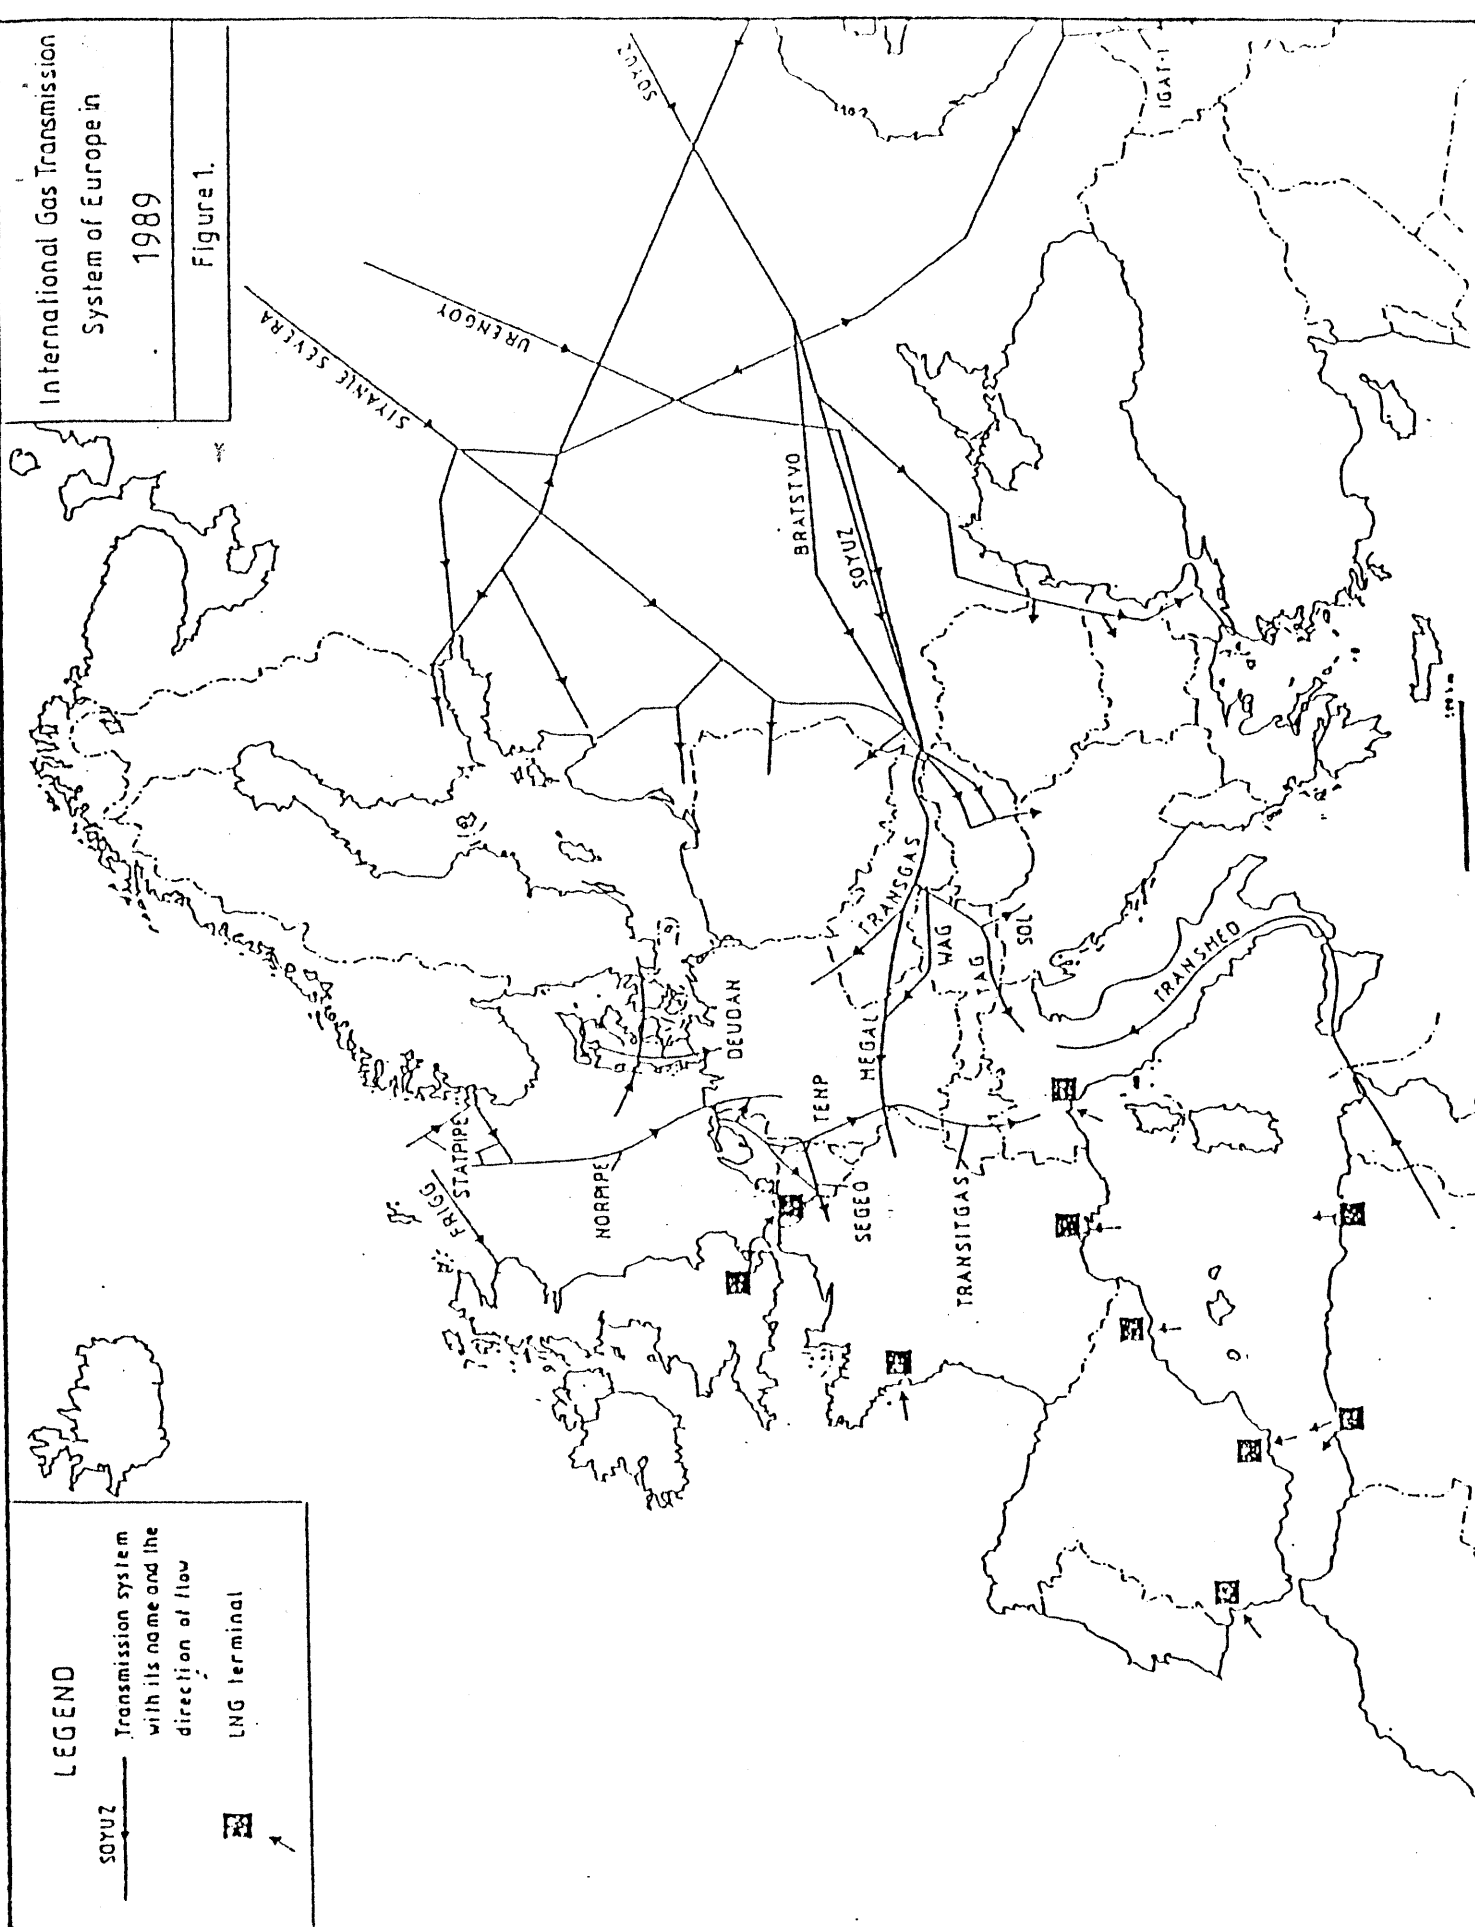 International Gas Transmission
System of Europe in
1989
Figure 1.
LEGEND
SOYUZ
Transmission system
with its name and the
direction of flow
LNG terminal
SIYANIE SEVERA
URENGOY
SOYUZ
IGAT-1
BRATSTVO
SOYUZ
STATPIPE
FRIGG
NORPIPE
DEUDAN
TENP
SEGEO
MEGAL
TRANSGAS
WAG
TAG
SOL
TRANSITGAS
TRANSMED